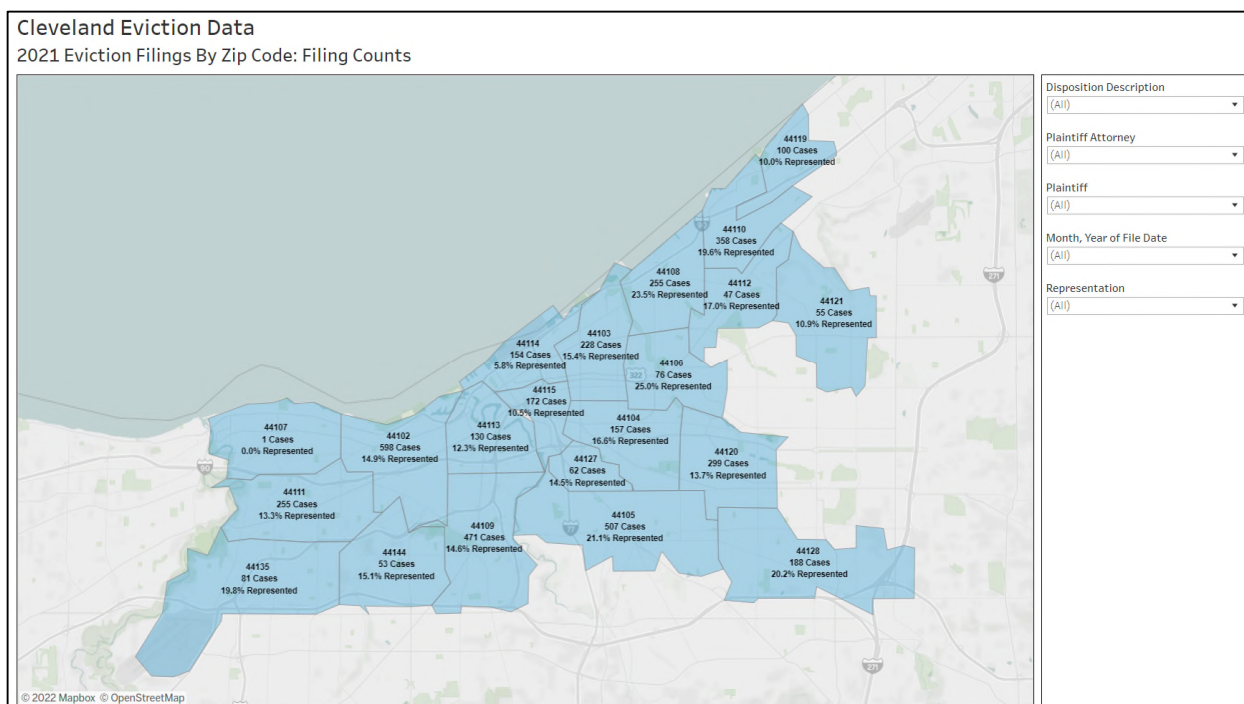 Cleveland Eviction Data
2021 Eviction Filings By Zip Code: Filing Counts
44119
100 Cases
10.0% Represented
44110
358 Cases
19.6% Represented
44108
255 Cases
23.5% Represented
44112
47 Cases
17.0% Represented
44121
55 Cases
10.9% Represented
44103
228 Cases
15.4% Represented
44114
154 Cases
5.8% Represented
44106
76 Cases
25.0% Represented
322
44115
172 Cases
10.5% Represented
44104
157 Cases
16.6% Represented
44113
130 Cases
12.3% Represented
44107
1 Cases
0.0% Represented
44102
598 Cases
14.9% Represented
44120
299 Cases
13.7% Represented
44127
62 Cases
14.5% Represented
44111
255 Cases
13.3% Represented
44105
507 Cases
21.1% Represented
44109
471 Cases
14.6% Represented
44144
53 Cases
15.1% Represented
44135
81 Cases
19.8% Represented
44128
188 Cases
20.2% Represented
90
77
271
271
© 2022 Mapbox © OpenStreetMap
Disposition Description
(All)
Plaintiff Attorney
(All)
Plaintiff
(All)
Month, Year of File Date
(All)
Representation
(All)